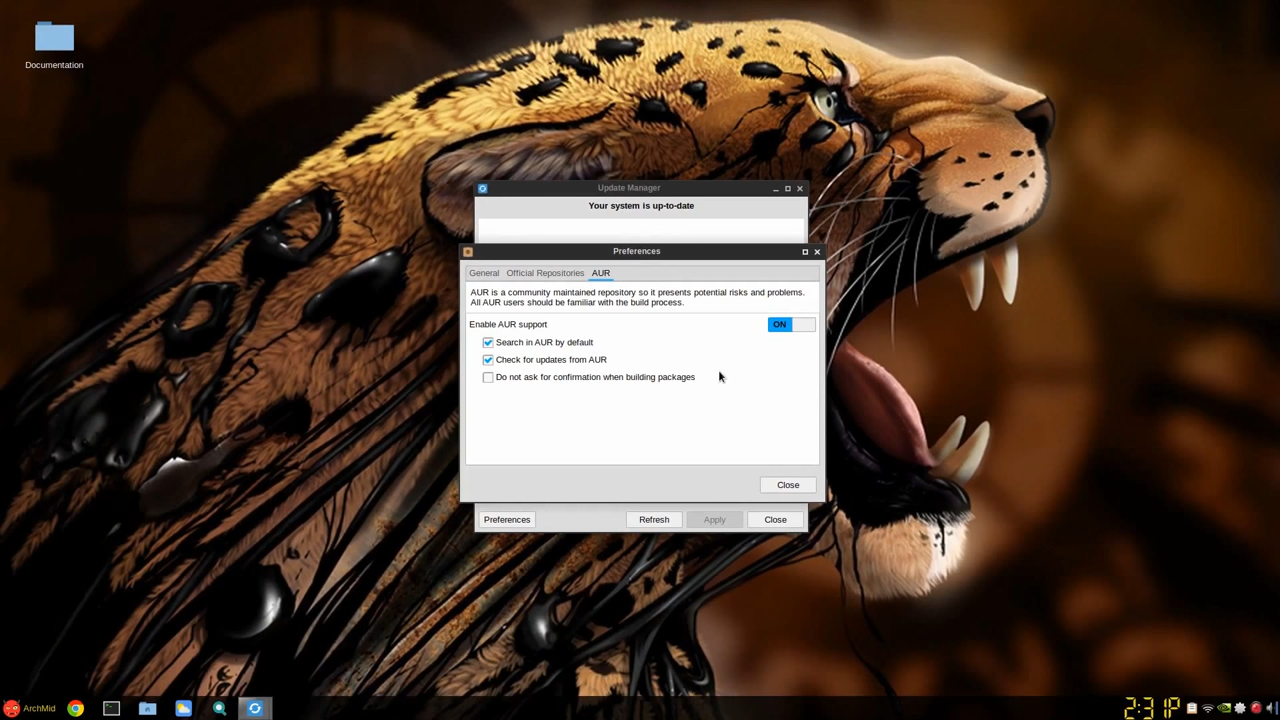 Documentation
Update Manager
Your system is up-to-date
Preferences
General Official Repositories AUR
AUR is a community maintained repository so it presents potential risks and problems.
All AUR users should be familiar with the build process.
Enable AUR support ON
Search in AUR by default
Check for updates from AUR
Do not ask for confirmation when building packages
Close
Preferences Refresh Apply Close
ArchMid 2:31P